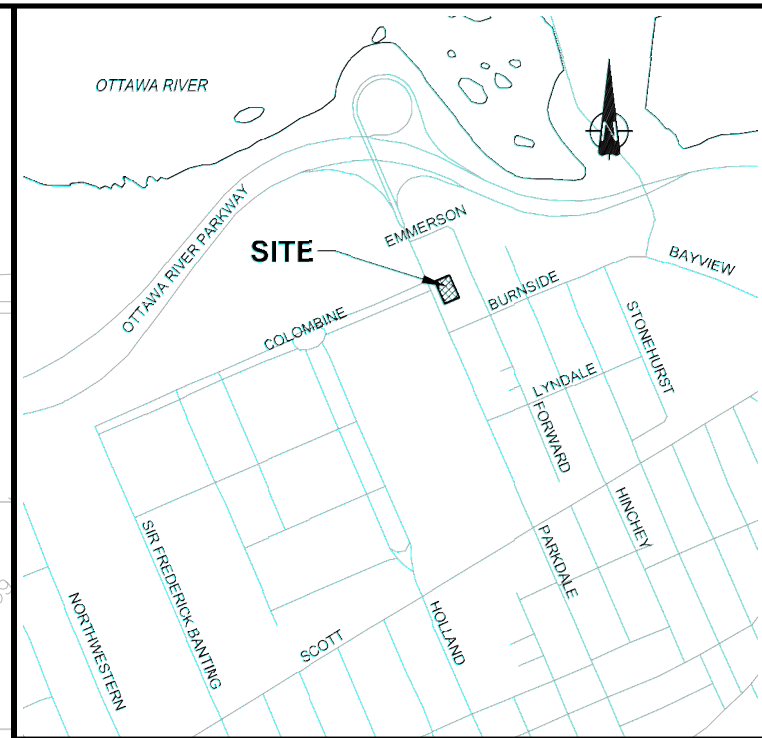 OTTAWA RIVER
N
OTTAWA RIVER PARKWAY
EMMERSON
SITE
BAYVIEW
BURNSIDE
COLOMBINE
STONEHURST
LYNDALE
FORWARD
HINCHEY
PARKDALE
SIR FREDERICK BANTING
NORTHWESTERN
HOLLAND
SCOTT